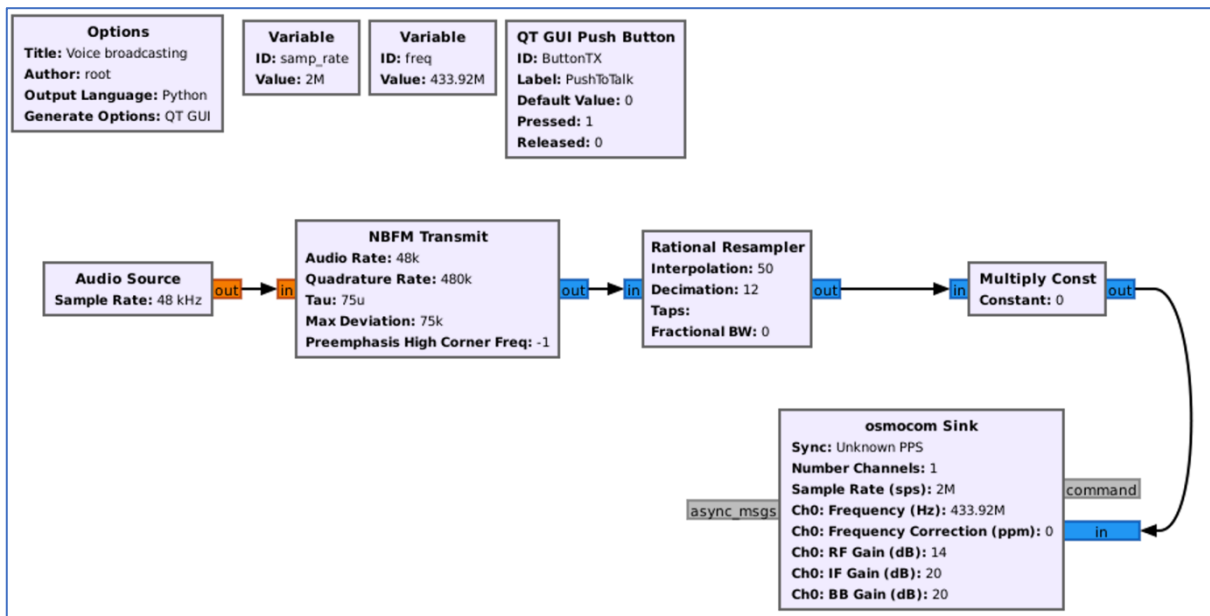 Options
Title: Voice broadcasting
Author: root
Output Language: Python
Generate Options: QT GUI
Variable
ID: samp_rate
Value: 2M
Variable
ID: freq
Value: 433.92M
QT GUI Push Button
ID: ButtonTX
Label: PushToTalk
Default Value: 0
Pressed: 1
Released: 0
Audio Source
Sample Rate: 48 kHz
out
in
NBFM Transmit
Audio Rate: 48k
Quadrature Rate: 480k
Tau: 75u
Max Deviation: 75k
Preemphasis High Corner Freq: -1
out
in
Rational Resampler
Interpolation: 50
Decimation: 12
Taps:
Fractional BW: 0
out
in
Multiply Const
Constant: 0
out
osmocom Sink
Sync: Unknown PPS
Number Channels: 1
Sample Rate (sps): 2M
Ch0: Frequency (Hz): 433.92M
Ch0: Frequency Correction (ppm): 0
Ch0: RF Gain (dB): 14
Ch0: IF Gain (dB): 20
Ch0: BB Gain (dB): 20
async_msgs
command
in